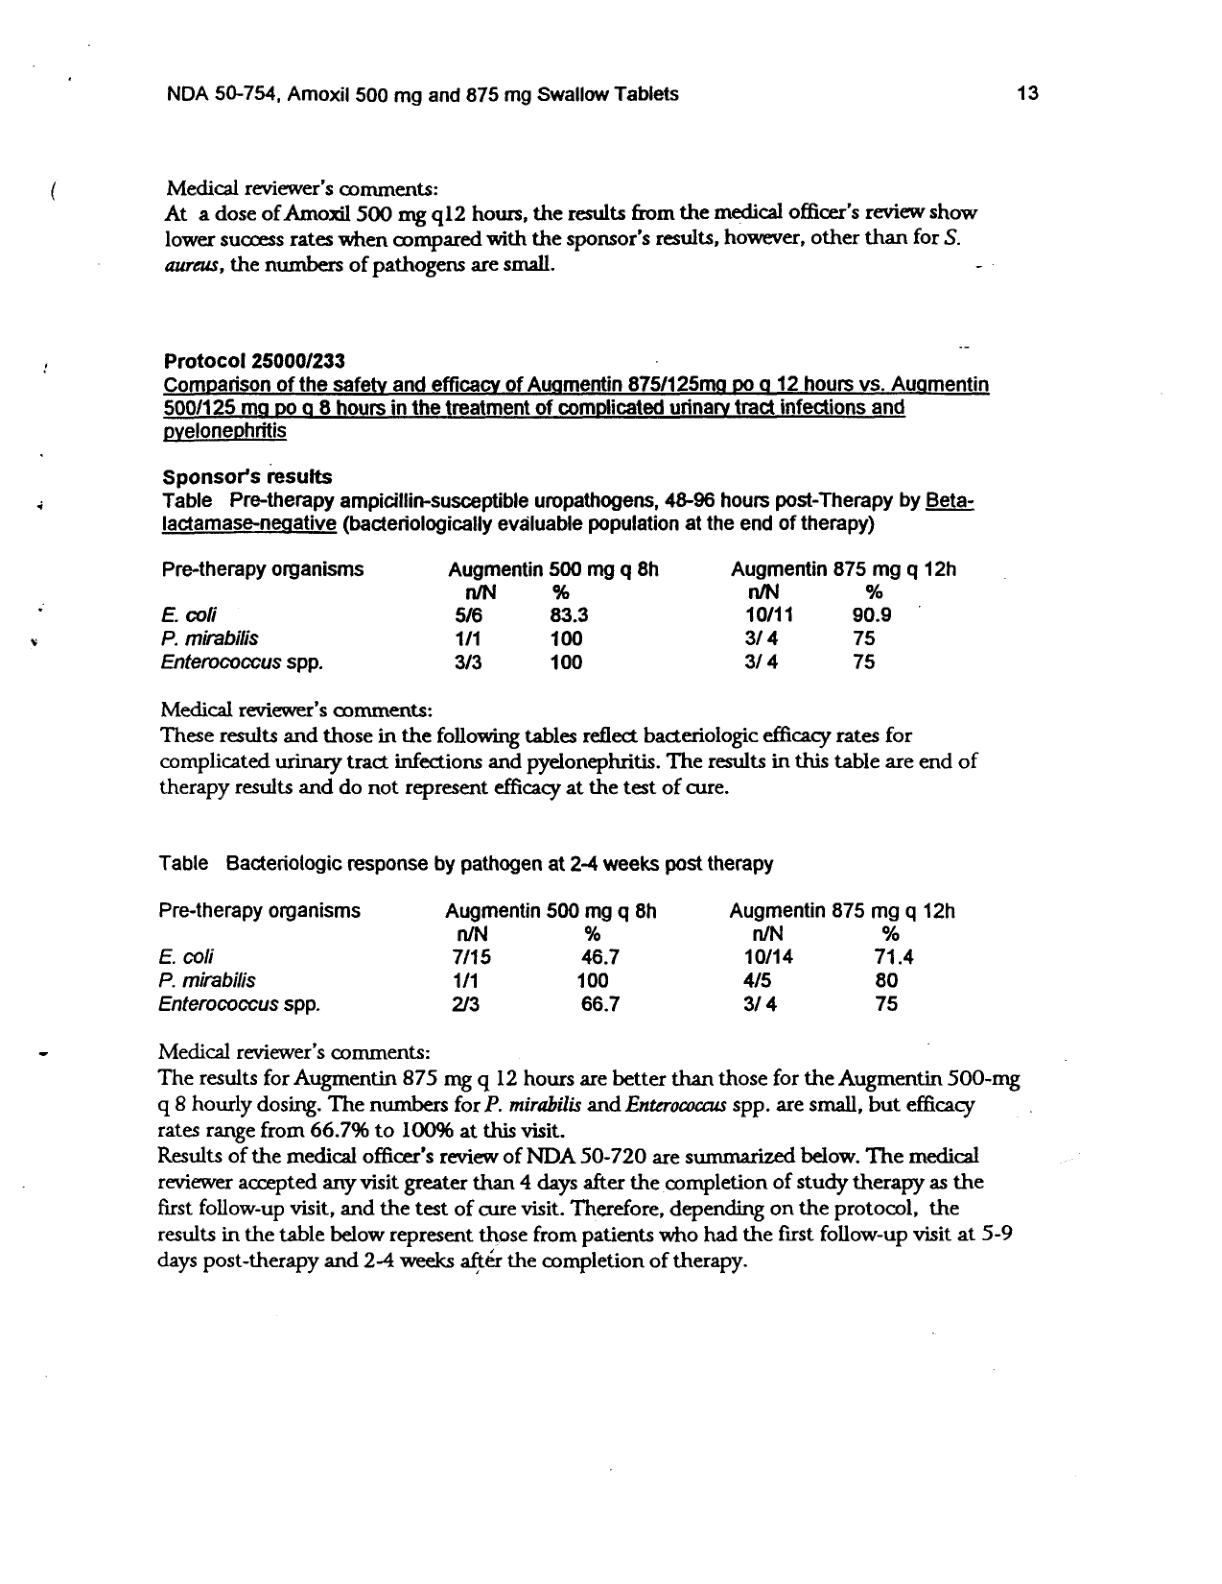 NDA 50-754, Amoxil 500 mg and 875 mg Swallow Tablets 13
Medical reviewer's comments:
At a dose of Amoxil 500 mg q12 hours, the results from the medical officer's review show
lower success rates when compared with the sponsor's results, however, other than for S.
aureus, the numbers of pathogens are small.
Protocol 25000/233
Comparison of the safety and efficacy of Augmentin 875/125mg po q 12 hours vs. Augmentin
500/125 mg po q 8 hours in the treatment of complicated urinary tract infections and
pyelonephritis
Sponsor's results
Table Pre-therapy ampicillin-susceptible uropathogens, 48-96 hours post-Therapy by Beta-
lactamase-negative (bacteriologically evaluable population at the end of therapy)
Pre-therapy organisms Augmentin 500 mg q 8h Augmentin 875 mg q 12h
n/N % n/N %
E. coli 5/6 83.3 10/11 90.9
P. mirabilis 1/1 100 3/ 4 75
Enterococcus spp. 3/3 100 3/ 4 75
Medical reviewer's comments:
These results and those in the following tables reflect bacteriologic efficacy rates for
complicated urinary tract infections and pyelonephritis. The results in this table are end of
therapy results and do not represent efficacy at the test of cure.
Table Bacteriologic response by pathogen at 2-4 weeks post therapy
Pre-therapy organisms Augmentin 500 mg q 8h Augmentin 875 mg q 12h
n/N % n/N %
E. coli 7/15 46.7 10/14 71.4
P. mirabilis 1/1 100 4/5 80
Enterococcus spp. 2/3 66.7 3/ 4 75
Medical reviewer's comments:
The results for Augmentin 875 mg q 12 hours are better than those for the Augmentin 500-mg
q 8 hourly dosing. The numbers for P. mirabilis and Enterococcus spp. are small, but efficacy
rates range from 66.7% to 100% at this visit.
Results of the medical officer's review of NDA 50-720 are summarized below. The medical
reviewer accepted any visit greater than 4 days after the completion of study therapy as the
first follow-up visit, and the test of cure visit. Therefore, depending on the protocol, the
results in the table below represent those from patients who had the first follow-up visit at 5-9
days post-therapy and 2-4 weeks after the completion of therapy.